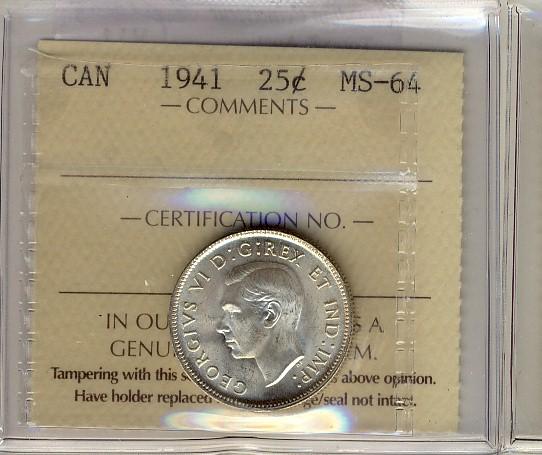 CAN 1941 25¢ MS-64
— COMMENTS —
— CERTIFICATION NO. —
GEORGIVS VI D:G:REX ET IND:IMP:
IN OU S A
GENU M.
Tampering with this s above opinion.
Have holder replaced ge/seal not intact.